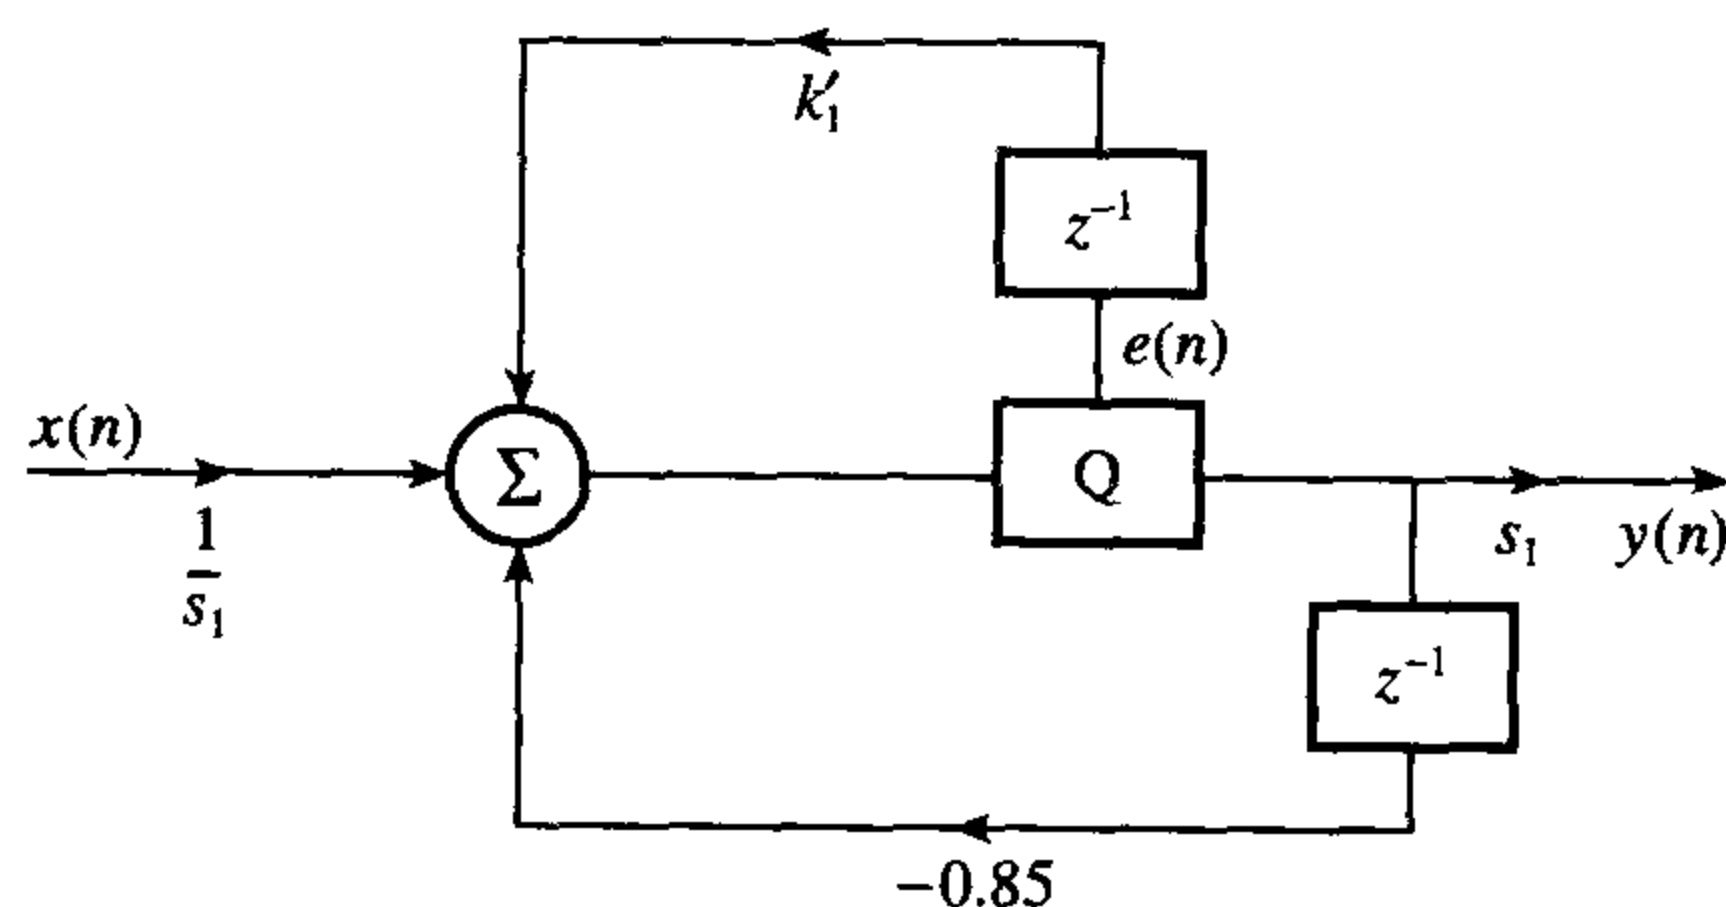 k′₁
z⁻¹
e(n)
x(n)
1
s₁
Σ
Q
s₁
y(n)
z⁻¹
−0.85